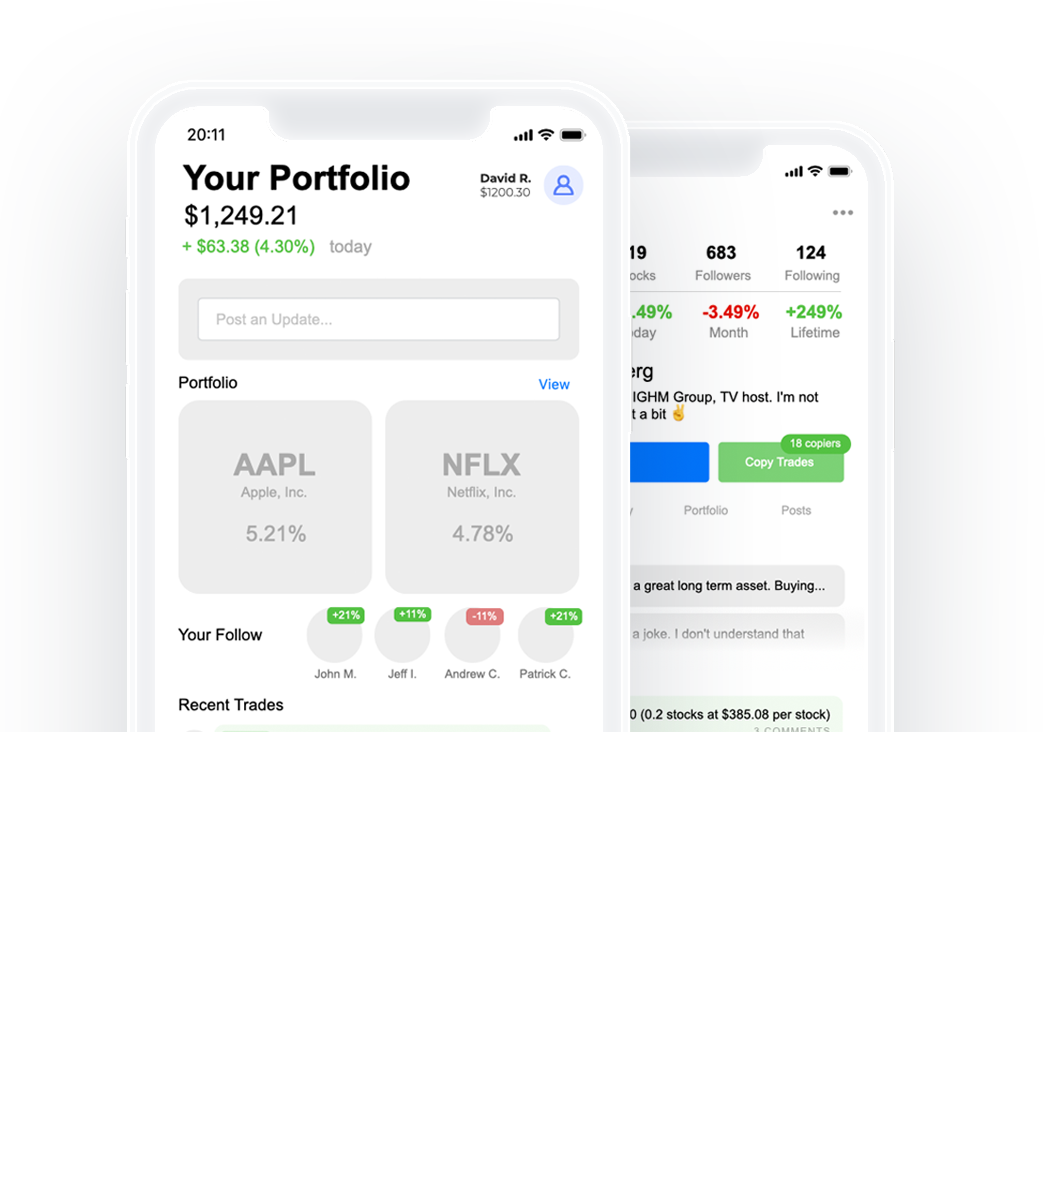 20:11
Your Portfolio
David R.
$1200.30
$1,249.21
+ $63.38 (4.30%) today
Post an Update...
Portfolio
View
AAPL
Apple, Inc.
5.21%
NFLX
Netflix, Inc.
4.78%
Your Follow
+21%
+11%
-11%
+21%
John M.
Jeff I.
Andrew C.
Patrick C.
Recent Trades
19
683
124
ocks
Followers
Following
.49%
-3.49%
+249%
day
Month
Lifetime
erg
IGHM Group, TV host. I'm not
t a bit ✌️
18 copiers
Copy Trades
Portfolio
Posts
a great long term asset. Buying...
a joke. I don't understand that
0 (0.2 stocks at $385.08 per stock)
3 COMMENTS